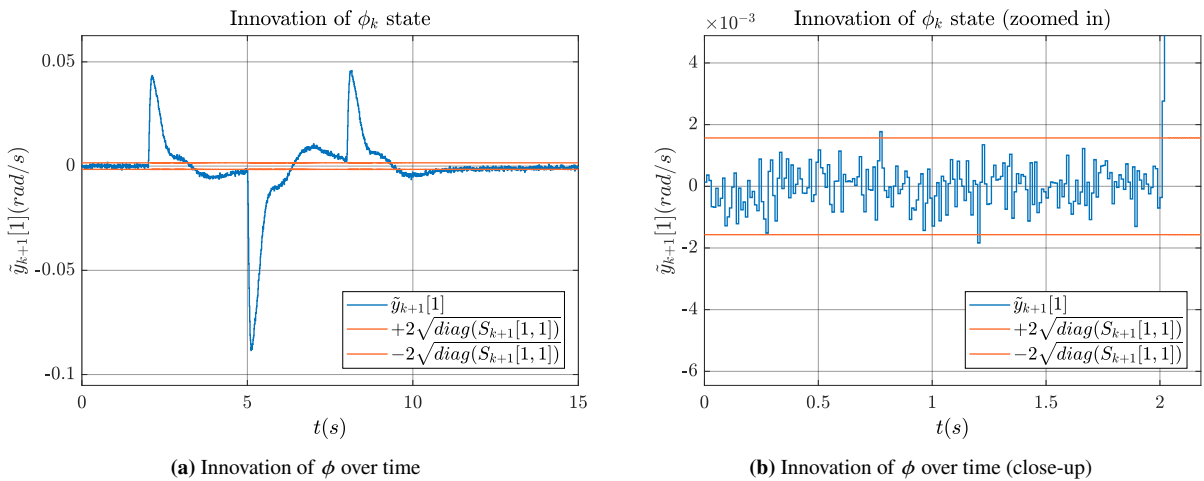 Innovation of ϕₖ state
0.05
0
-0.05
-0.1
ỹₖ₊₁[1](rad/s)
0
5
10
15
t(s)
ỹₖ₊₁[1]
+2√diag(Sₖ₊₁[1,1])
−2√diag(Sₖ₊₁[1,1])
(a) Innovation of ϕ over time
Innovation of ϕₖ state (zoomed in)
×10⁻³
4
2
0
-2
-4
-6
ỹₖ₊₁[1](rad/s)
0
0.5
1
1.5
2
t(s)
ỹₖ₊₁[1]
+2√diag(Sₖ₊₁[1,1])
−2√diag(Sₖ₊₁[1,1])
(b) Innovation of ϕ over time (close-up)